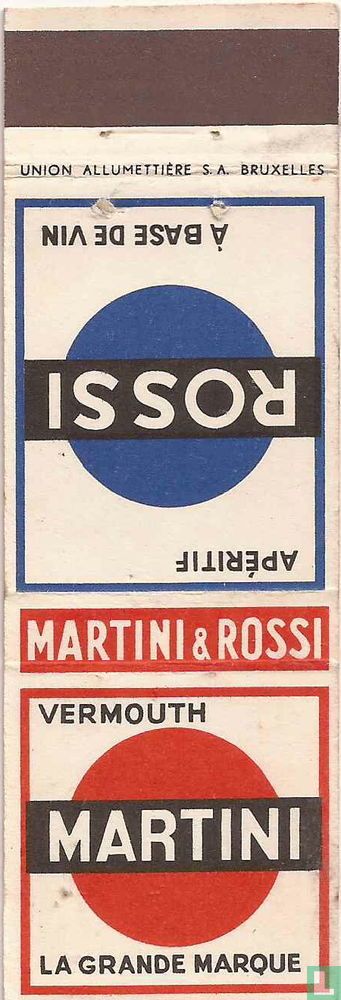 UNION ALLUMETTIÈRE S.A. BRUXELLES
APÉRITIF
ROSSI
À BASE DE VIN
MARTINI & ROSSI
VERMOUTH
MARTINI
LA GRANDE MARQUE